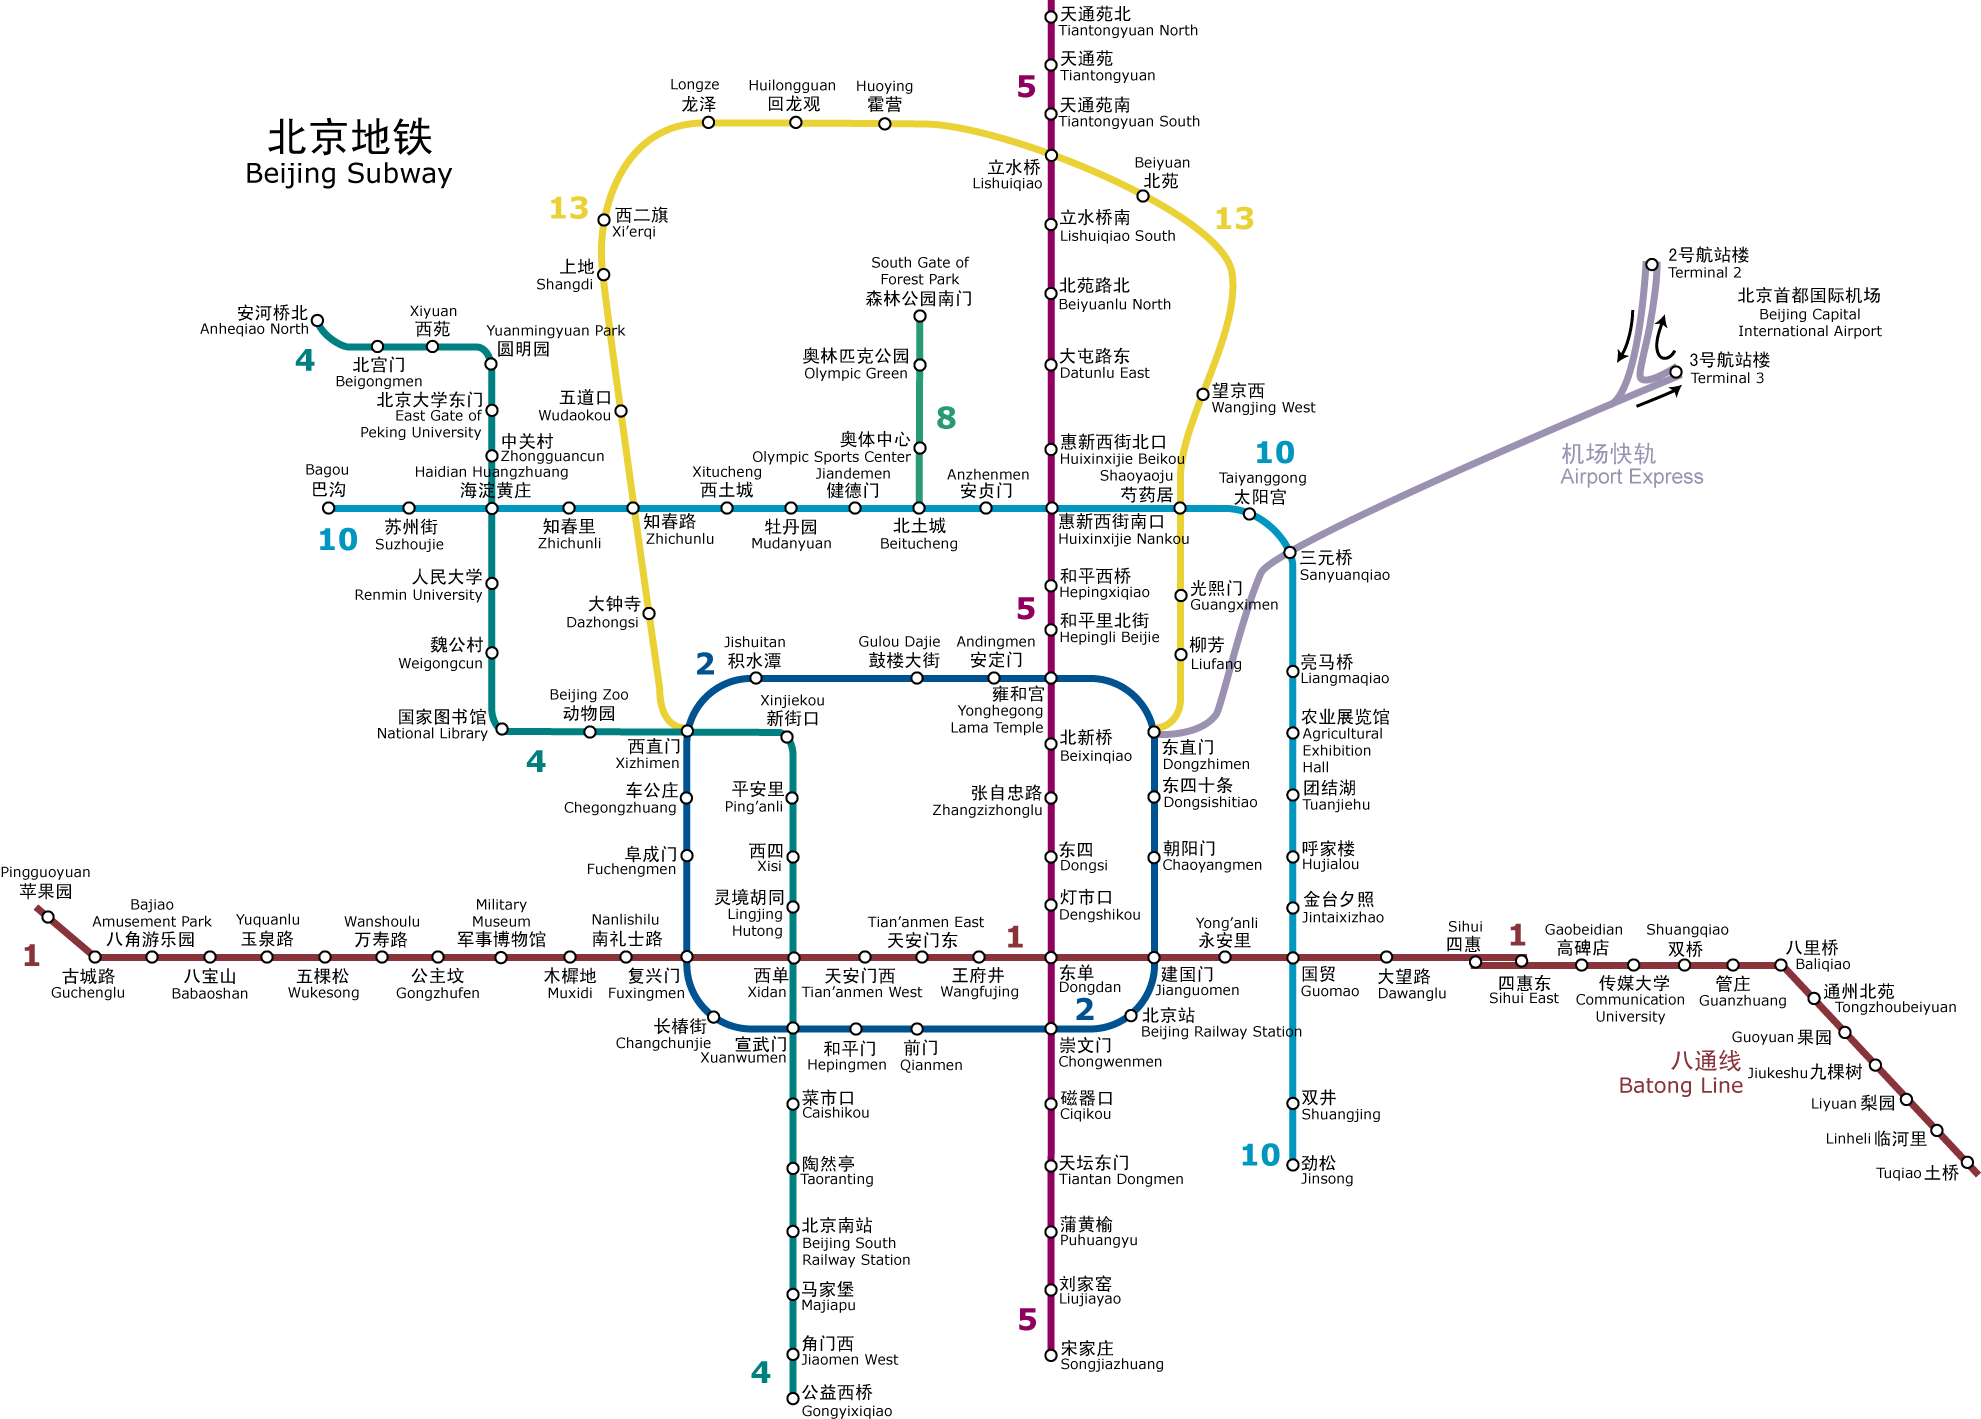 北京地铁
Beijing Subway
天通苑北
Tiantongyuan North
天通苑
Tiantongyuan
5
天通苑南
Tiantongyuan South
Longze
龙泽
Huilongguan
回龙观
Huoying
霍营
立水桥
Lishuiqiao
Beiyuan
北苑
13
13
西二旗
Xi'erqi
上地
Shangdi
立水桥南
Lishuiqiao South
北苑路北
Beiyuanlu North
大屯路东
Datunlu East
惠新西街北口
Huixinxijie Beikou
South Gate of
Forest Park
森林公园南门
奥林匹克公园
Olympic Green
8
奥体中心
Olympic Sports Center
2号航站楼
Terminal 2
北京首都国际机场
Beijing Capital
International Airport
3号航站楼
Terminal 3
机场快轨
Airport Express
安河桥北
Anheqiao North
4
Xiyuan
西苑
北宫门
Beigongmen
Yuanmingyuan Park
圆明园
北京大学东门
East Gate of
Peking University
中关村
Zhongguancun
五道口
Wudaokou
望京西
Wangjing West
Bagou
巴沟
10
苏州街
Suzhoujie
Haidian Huangzhuang
海淀黄庄
知春里
Zhichunli
知春路
Zhichunlu
Xitucheng
西土城
牡丹园
Mudanyuan
Jiandemen
健德门
北土城
Beitucheng
Anzhenmen
安贞门
惠新西街南口
Huixinxijie Nankou
Shaoyaoju
芍药居
10
Taiyanggong
太阳宫
三元桥
Sanyuanqiao
人民大学
Renmin University
魏公村
Weigongcun
国家图书馆
National Library
4
Beijing Zoo
动物园
大钟寺
Dazhongsi
5
和平西桥
Hepingxiqiao
和平里北街
Hepingli Beijie
光熙门
Guangximen
柳芳
Liufang
2
Jishuitan
积水潭
Gulou Dajie
鼓楼大街
Andingmen
安定门
雍和宫
Yonghegong
Lama Temple
西直门
Xizhimen
Xinjiekou
新街口
北新桥
Beixinqiao
东直门
Dongzhimen
亮马桥
Liangmaqiao
农业展览馆
Agricultural
Exhibition
Hall
团结湖
Tuanjiehu
呼家楼
Hujialou
金台夕照
Jintaixizhao
车公庄
Chegongzhuang
平安里
Ping'anli
张自忠路
Zhangzizhonglu
东四十条
Dongsishitiao
阜成门
Fuchengmen
西四
Xisi
东四
Dongsi
朝阳门
Chaoyangmen
灵境胡同
Lingjing
Hutong
灯市口
Dengshikou
Pingguoyuan
苹果园
1
古城路
Guchenglu
Bajiao
Amusement Park
八角游乐园
八宝山
Babaoshan
Yuquanlu
玉泉路
五棵松
Wukesong
Wanshoulu
万寿路
公主坟
Gongzhufen
Military
Museum
军事博物馆
木樨地
Muxidi
Nanlishilu
南礼士路
复兴门
Fuxingmen
西单
Xidan
天安门西
Tian'anmen West
Tian'anmen East
天安门东
王府井
Wangfujing
1
东单
Dongdan
建国门
Jianguomen
Yong'anli
永安里
国贸
Guomao
大望路
Dawanglu
Sihui
四惠
1
四惠东
Sihui East
Gaobeidian
高碑店
传媒大学
Communication
University
Shuangqiao
双桥
管庄
Guanzhuang
八里桥
Baliqiao
通州北苑
Tongzhoubeiyuan
Guoyuan 果园
Jiukeshu 九棵树
Liyuan 梨园
Linheli 临河里
Tuqiao 土桥
八通线
Batong Line
长椿街
Changchunjie
宣武门
Xuanwumen
和平门
Hepingmen
前门
Qianmen
2
崇文门
Chongwenmen
北京站
Beijing Railway Station
菜市口
Caishikou
陶然亭
Taoranting
北京南站
Beijing South
Railway Station
马家堡
Majiapu
角门西
Jiaomen West
4
公益西桥
Gongyixiqiao
磁器口
Ciqikou
天坛东门
Tiantan Dongmen
蒲黄榆
Puhuangyu
刘家窑
Liujiayao
5
宋家庄
Songjiazhuang
双井
Shuangjing
10
劲松
Jinsong